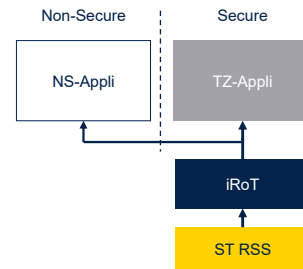 Non-Secure
Secure
NS-Appli
TZ-Appli
iRoT
ST RSS